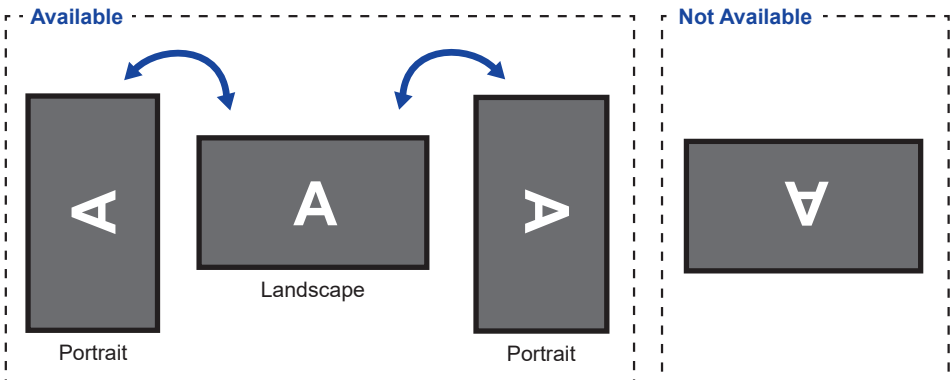 Available
Not Available
A
A
A
A
Landscape
Portrait
Portrait